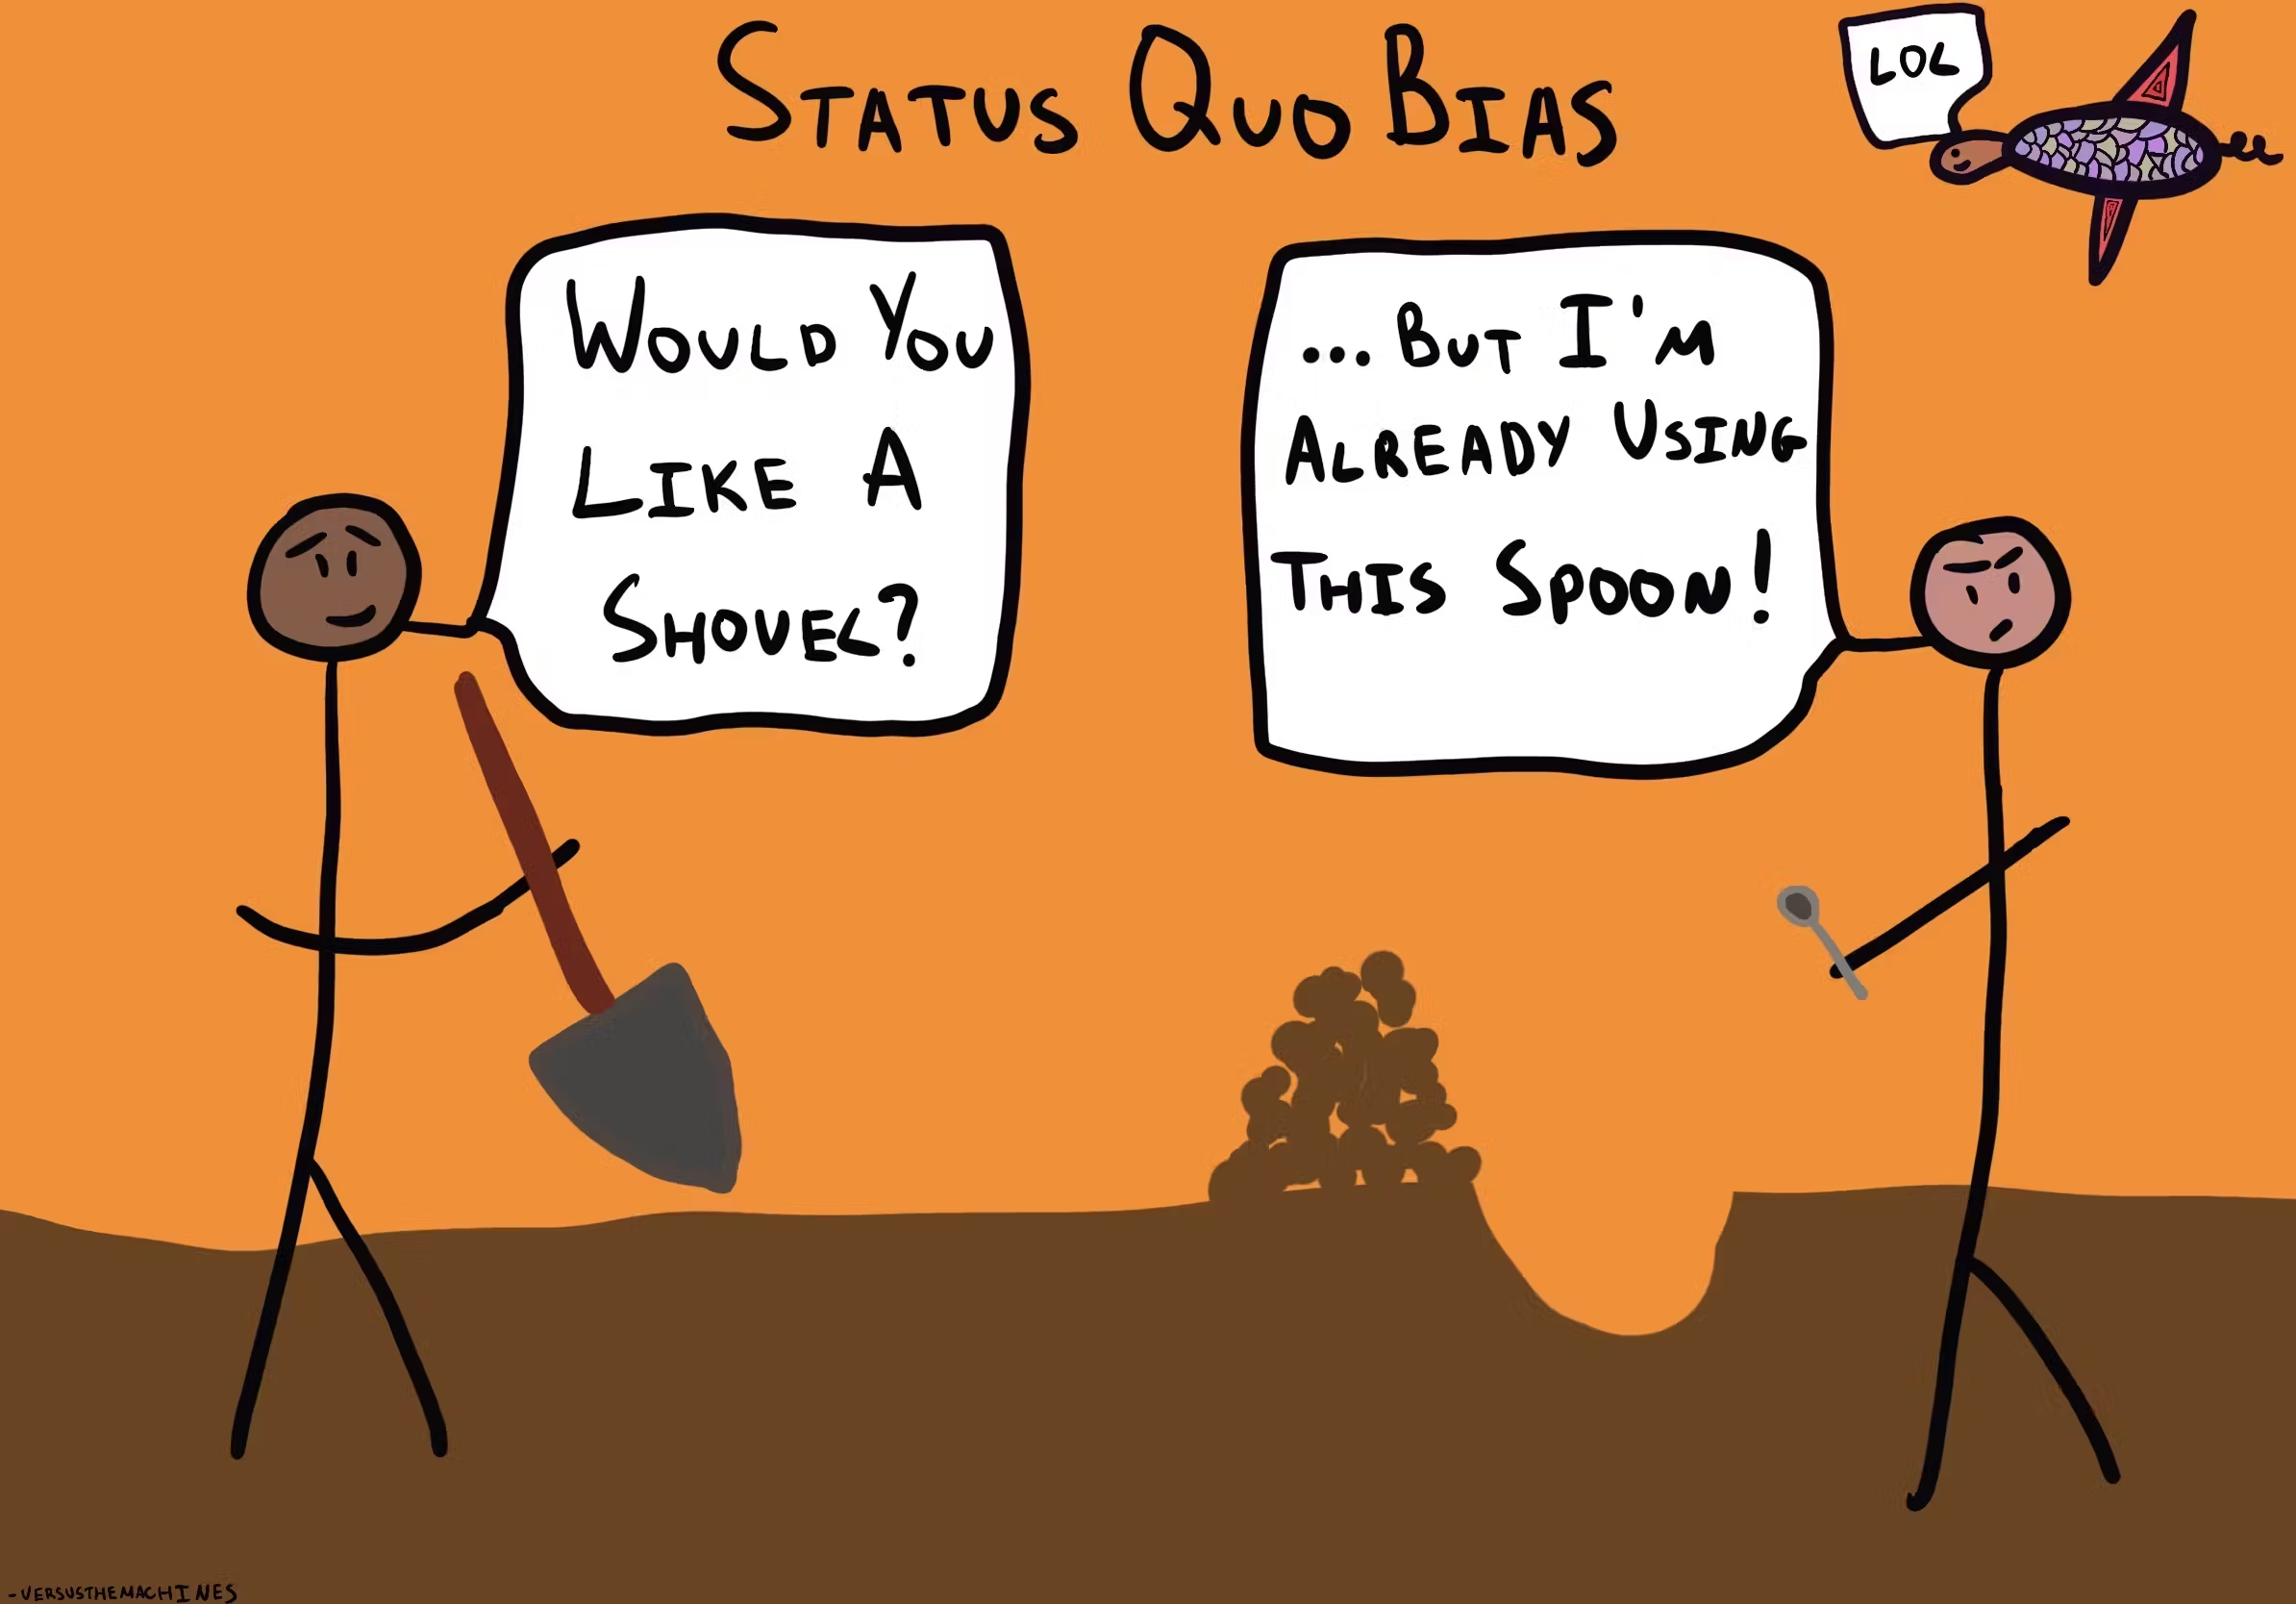 Status Quo Bias
LOL
Would You
Like A
Shovel?
...But I'm
Already Using
This Spoon!
-VERSUSTHEMACHINES